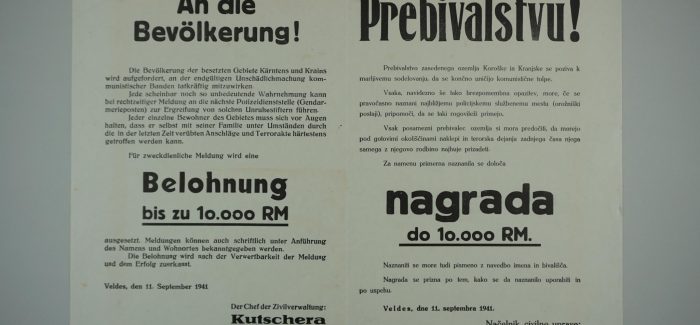 An die
Bevölkerung!
Die Bevölkerung der besetzten Gebiete Kärntens und Krains
wird aufgefordert, an der endgültigen Unschädlichmachung kom-
munistischer Banden tatkräftig mitzuwirken
Jede scheinbar noch so unbedeutende Wahrnehmung kann
bei rechtzeitiger Meldung an die nächste Polizeidienststelle (Gendar-
merieposten) zur Ergreifung von solchen Unruhestiftern führen
Jeder einzelne Bewohner des Gebietes muss sich vor Augen
halten, dass er selbst mit seiner Familie unter Umständen durch
die in der letzten Zeit verübten Anschläge und Terrorakte härtestens
getroffen werden kann.
Für zweckdienliche Meldung wird eine
Belohnung
bis zu 10.000 RM
ausgesetzt. Meldungen können auch schriftlich unter Anführung
des Namens und Wohnortes bekanntgegeben werden.
Die Belohnung wird nach der Verwertbarkeit der Meldung
und dem Erfolg zuerkannt.
Veldes, den 11. September 1941
Der Chef der Zivilverwaltung:
Kutschera
Prebivalstvu!
Prebivalstvo zasedenega ozemlja Koroške in Kranjske se poziva k
marljivemu sodelovanju, da se končno uničijo komunistične tolpe.
Vsaka, navidezno še tako brezpomembna opazitev, more, če se
pravočasno naznani najbližjemu policijskemu službenemu mestu (orožniški
postaji), pripomoči, da se taki rogovileži primejo.
Vsak posamezni prebivalec ozemlja si mora predočiti, da morejo
pod gotovimi okoliščinami naklepi in terorska dejanja zadnjega časa njega
samega z njegovo rodbino najhuje prizadeti.
Za namenu primerna naznanila se določa
nagrada
do 10.000 RM.
Naznaniti se more tudi pismeno z navedbo imena in bivališča.
Nagrada se prizna po tem, kako se da naznanilo uporabiti in
po uspehu.
Veldes, dne 11. septembra 1941.
Načelnik civilne uprave: